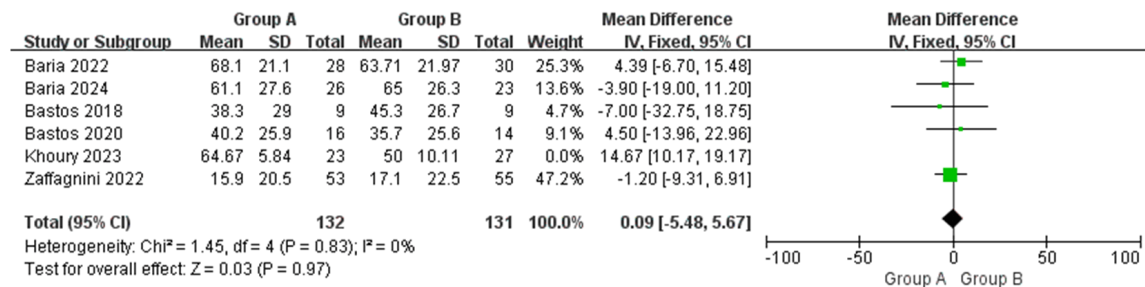 Group A Group B Mean Difference Mean Difference
Study or Subgroup Mean SD Total Mean SD Total Weight IV, Fixed, 95% CI IV, Fixed, 95% CI
Baria 2022 68.1 21.1 28 63.71 21.97 30 25.3% 4.39 [-6.70, 15.48]
Baria 2024 61.1 27.6 26 65 26.3 23 13.6% -3.90 [-19.00, 11.20]
Bastos 2018 38.3 29 9 45.3 26.7 9 4.7% -7.00 [-32.75, 18.75]
Bastos 2020 40.2 25.9 16 35.7 25.6 14 9.1% 4.50 [-13.96, 22.96]
Khoury 2023 64.67 5.84 23 50 10.11 27 0.0% 14.67 [10.17, 19.17]
Zaffagnini 2022 15.9 20.5 53 17.1 22.5 55 47.2% -1.20 [-9.31, 6.91]
Total (95% CI) 132 131 100.0% 0.09 [-5.48, 5.67]
Heterogeneity: Chi² = 1.45, df = 4 (P = 0.83); I² = 0%
Test for overall effect: Z = 0.03 (P = 0.97)
-100 -50 0 50 100
Group A Group B